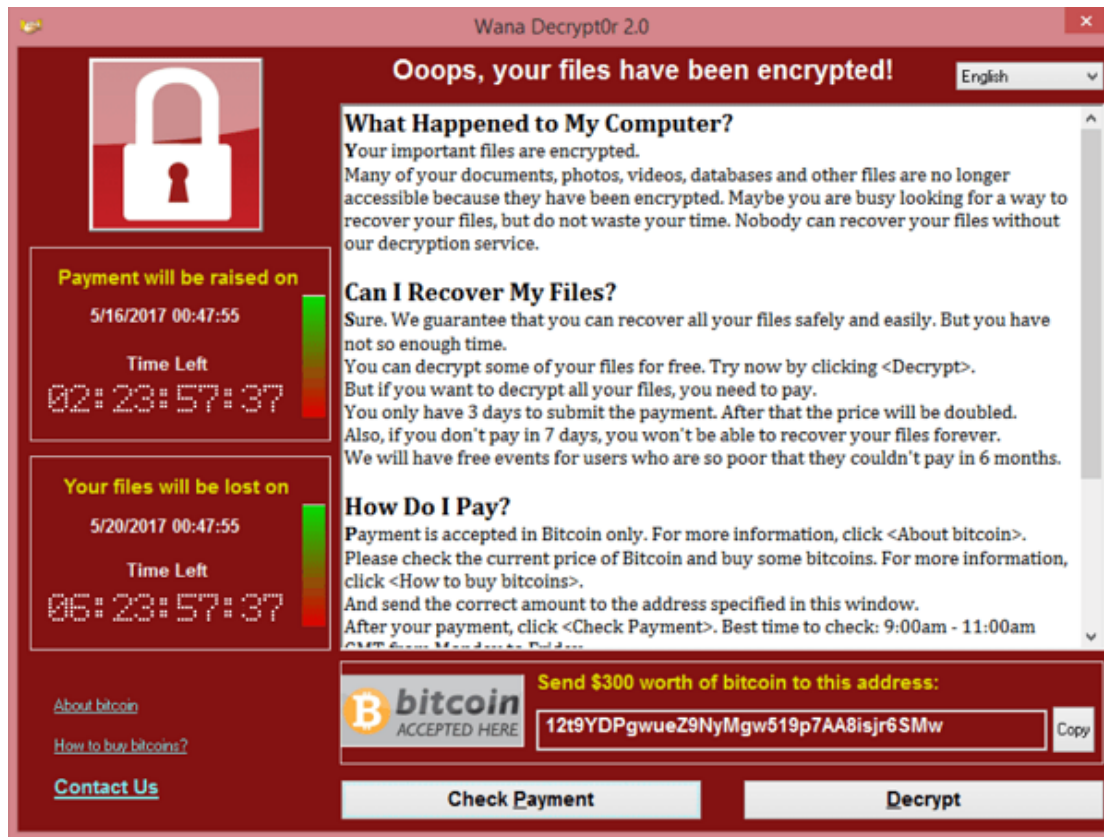 Wana Decrypt0r 2.0
Ooops, your files have been encrypted!
English
What Happened to My Computer?
Your important files are encrypted.
Many of your documents, photos, videos, databases and other files are no longer
accessible because they have been encrypted. Maybe you are busy looking for a way to
recover your files, but do not waste your time. Nobody can recover your files without
our decryption service.
Can I Recover My Files?
Sure. We guarantee that you can recover all your files safely and easily. But you have
not so enough time.
You can decrypt some of your files for free. Try now by clicking <Decrypt>.
But if you want to decrypt all your files, you need to pay.
You only have 3 days to submit the payment. After that the price will be doubled.
Also, if you don't pay in 7 days, you won't be able to recover your files forever.
We will have free events for users who are so poor that they couldn't pay in 6 months.
How Do I Pay?
Payment is accepted in Bitcoin only. For more information, click <About bitcoin>.
Please check the current price of Bitcoin and buy some bitcoins. For more information,
click <How to buy bitcoins>.
And send the correct amount to the address specified in this window.
After your payment, click <Check Payment>. Best time to check: 9:00am - 11:00am
GMT from Monday to Friday
Payment will be raised on
5/16/2017 00:47:55
Time Left
02:23:57:37
Your files will be lost on
5/20/2017 00:47:55
Time Left
06:23:57:37
About bitcoin
How to buy bitcoins?
Contact Us
bitcoin
ACCEPTED HERE
Send $300 worth of bitcoin to this address:
12t9YDPgwueZ9NyMgw519p7AA8isjr6SMw
Copy
Check Payment
Decrypt